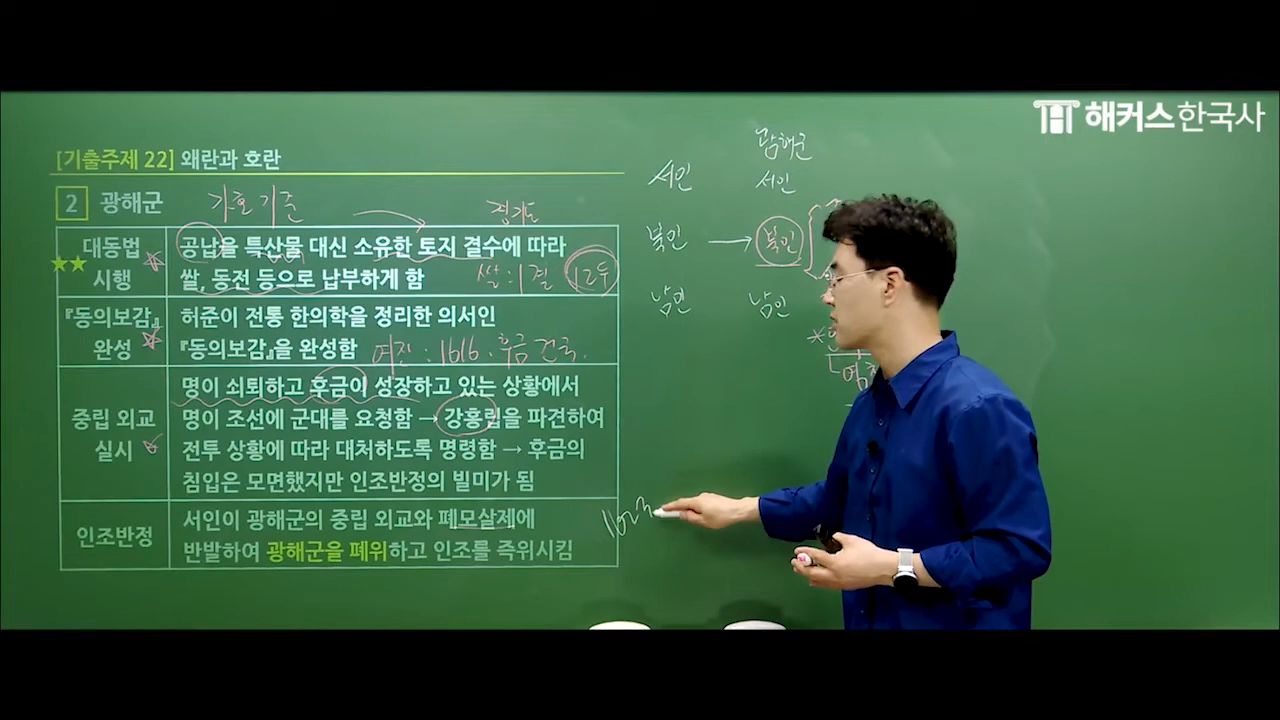 해커스한국사
[기출주제 22] 왜란과 호란
2 광해군
가호 기준
경기도
대동법
시행
공납을 특산물 대신 소유한 토지 결수에 따라
쌀, 동전 등으로 납부하게 함
쌀 : 1결 12두
『동의보감』
완성
허준이 전통 한의학을 정리한 의서인
『동의보감』을 완성함
여진 : 1616. 후금 건국.
중립 외교
실시
명이 쇠퇴하고 후금이 성장하고 있는 상황에서
명이 조선에 군대를 요청함 → 강홍립을 파견하여
전투 상황에 따라 대처하도록 명령함 → 후금의
침입은 모면했지만 인조반정의 빌미가 됨
인조반정
서인이 광해군의 중립 외교와 폐모살제에
반발하여 광해군을 폐위하고 인조를 즉위시킴
1623
광해군
서인 서인
북인 → 북인
남인 남인